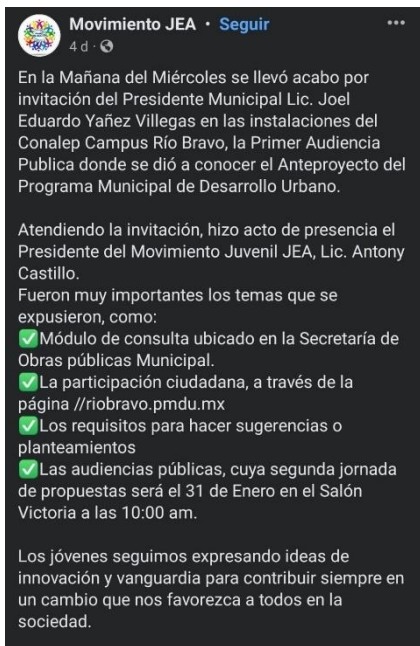 Movimiento JEA · Seguir
4 d ·
En la Mañana del Miércoles se llevó acabo por
invitación del Presidente Municipal Lic. Joel
Eduardo Yañez Villegas en las instalaciones del
Conalep Campus Río Bravo, la Primer Audiencia
Publica donde se dió a conocer el Anteproyecto del
Programa Municipal de Desarrollo Urbano.
Atendiendo la invitación, hizo acto de presencia el
Presidente del Movimiento Juvenil JEA, Lic. Antony
Castillo.
Fueron muy importantes los temas que se
expusieron, como:
✅Módulo de consulta ubicado en la Secretaría de
Obras públicas Municipal.
✅La participación ciudadana, a través de la
página //riobravo.pmdu.mx
✅Los requisitos para hacer sugerencias o
planteamientos
✅Las audiencias públicas, cuya segunda jornada
de propuestas será el 31 de Enero en el Salón
Victoria a las 10:00 am.
Los jóvenes seguimos expresando ideas de
innovación y vanguardia para contribuir siempre en
un cambio que nos favorezca a todos en la
sociedad.